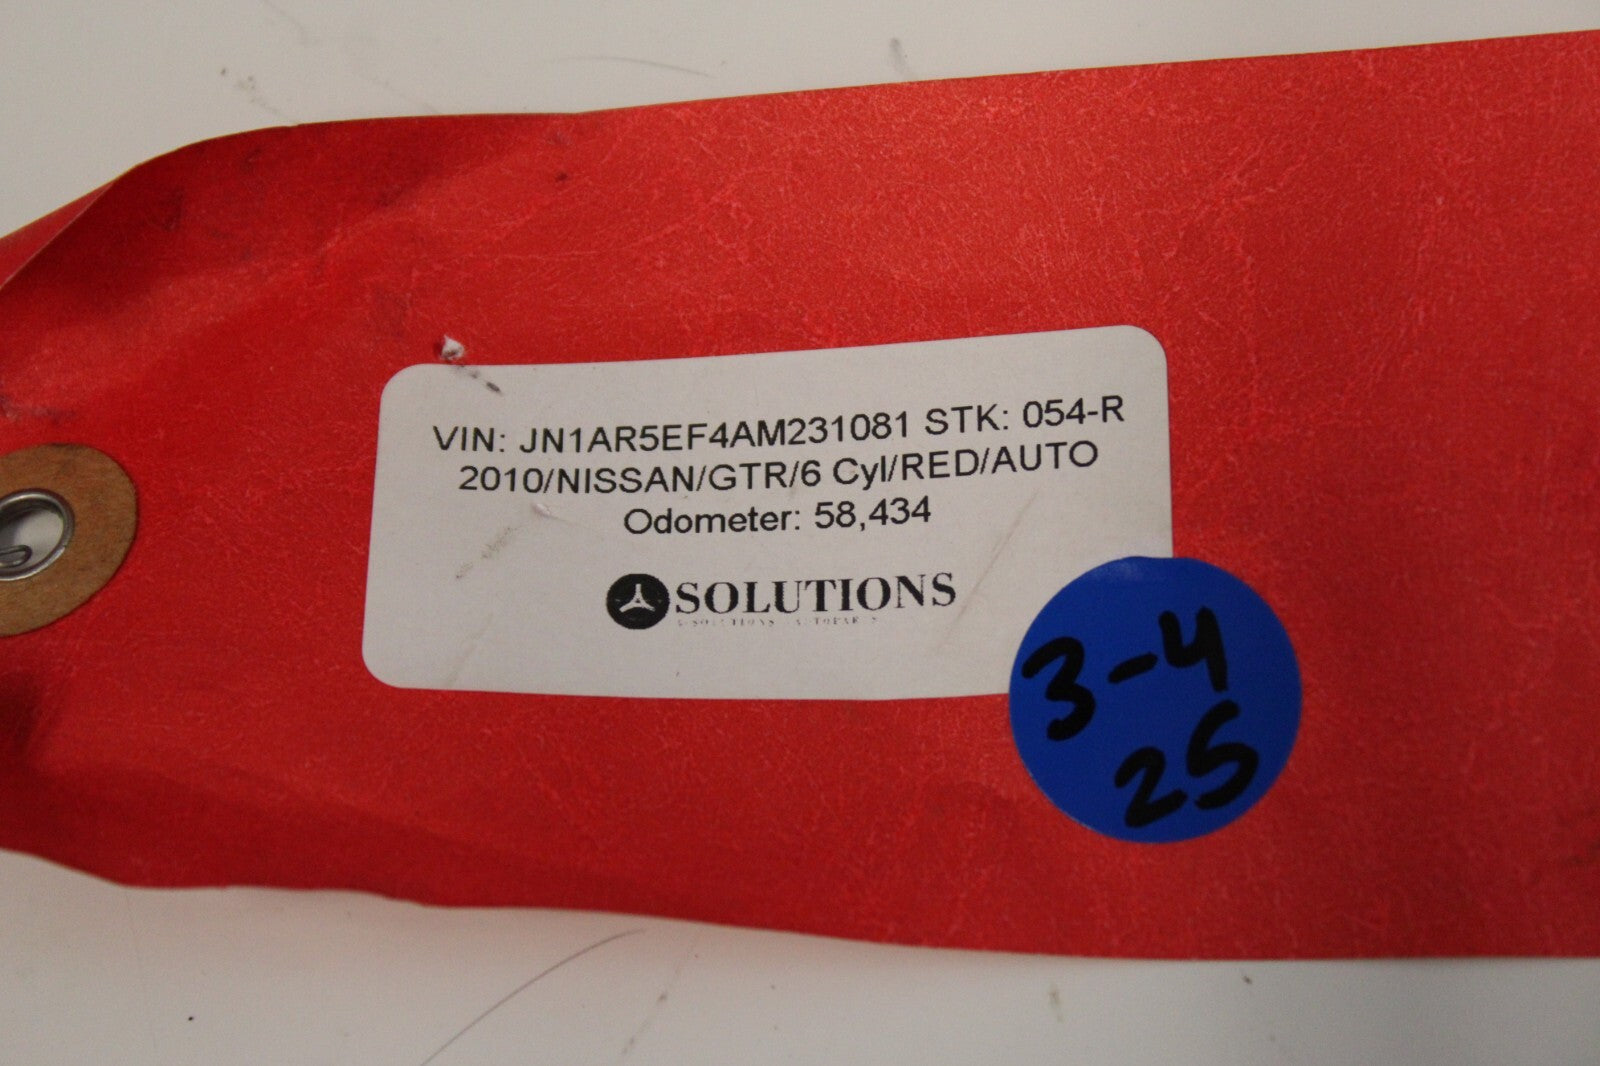 VIN: JN1AR5EF4AM231081 STK: 054-R
2010/NISSAN/GTR/6 Cyl/RED/AUTO
Odometer: 58,434
SOLUTIONS
3-4
25